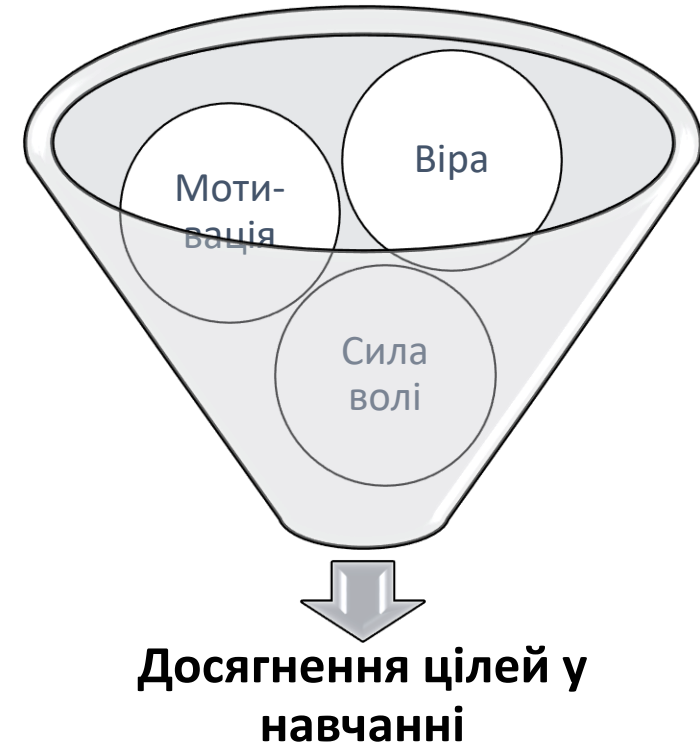 Моти-
вація
Віра
Сила
волі
Досягнення цілей у
навчанні